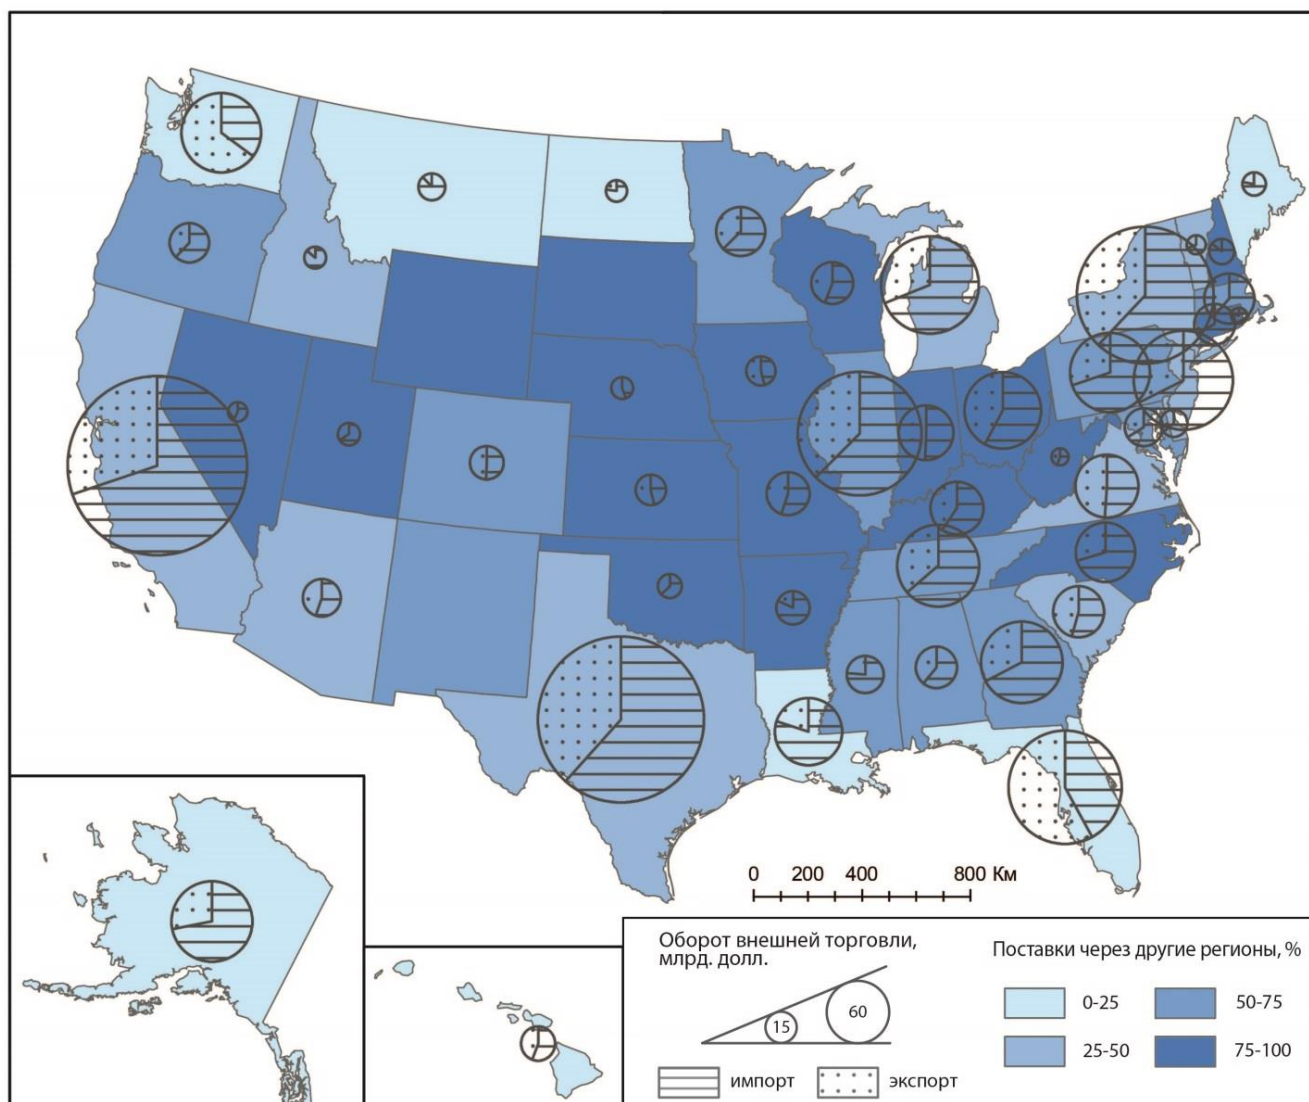 0 200 400 800 Км
Оборот внешней торговли,
млрд. долл.
15 60
импорт экспорт
Поставки через другие регионы, %
0-25 50-75
25-50 75-100